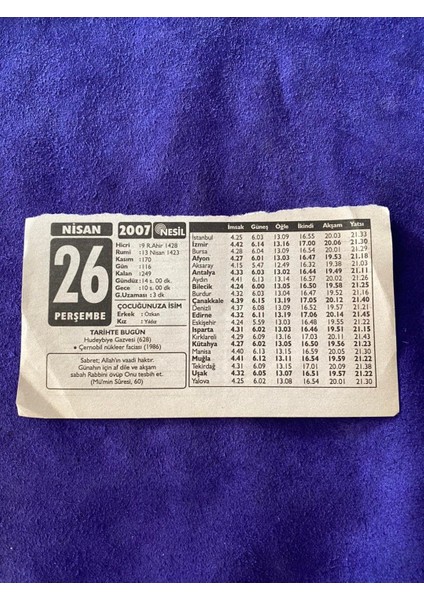 NİSAN
26
PERŞEMBE
2007 NESİL
Hicri : 9 R.Ahir 1428
Rumi : 13 Nisan 1423
Kasım : 170
Gün : 116
Kalan : 249
Gündüz : 14 s. 00 dk
Gece : 10 s. 00 dk
G.Uzaması : 3 dk
ÇOCUĞUNUZA İSİM
Erkek : Özkan
Kız : Yıldız
TARİHTE BUGÜN
Hudeybiye Gazvesi (628)
• Çernobil nükleer faciası (1986)
Sabret; Allah'ın vaadi haktır.
Günahın için af dile ve akşam
sabah Rabbini övüp Onu tesbih et.
(Mü'min Sûresi, 60)
İmsak Güneş Öğle İkindi Akşam Yatsı
İstanbul 4.25 6.03 13.09 16.55 20.03 21.33
İzmir 4.42 6.14 13.16 17.00 20.06 21.30
Bursa 4.28 6.04 13.09 16.54 20.01 21.29
Afyon 4.27 6.01 13.03 16.47 19.53 21.18
Aksaray 4.15 5.47 12.49 16.32 19.38 21.03
Antalya 4.33 6.03 13.02 16.44 19.49 21.11
Aydın 4.41 6.13 13.13 16.57 20.02 21.26
Bilecik 4.24 6.00 13.05 16.50 19.58 21.25
Burdur 4.32 6.03 13.04 16.47 19.52 21.16
Çanakkale 4.39 6.15 13.19 17.05 20.12 21.40
Denizli 4.37 6.08 13.09 16.52 19.57 21.21
Edirne 4.32 6.11 13.18 17.04 20.14 21.45
Eskişehir 4.24 5.59 13.03 16.48 19.55 21.22
Isparta 4.31 6.03 13.03 16.46 19.51 21.15
Kırklareli 4.29 6.09 13.16 17.03 20.12 21.43
Kütahya 4.27 6.02 13.05 16.50 19.56 21.23
Manisa 4.40 6.13 13.15 16.59 20.05 21.30
Muğla 4.41 6.12 13.11 16.54 19.59 21.22
Tekirdağ 4.31 6.09 13.15 17.01 20.09 21.38
Uşak 4.32 6.05 13.07 16.51 19.57 21.22
Yalova 4.25 6.02 13.08 16.54 20.01 21.30